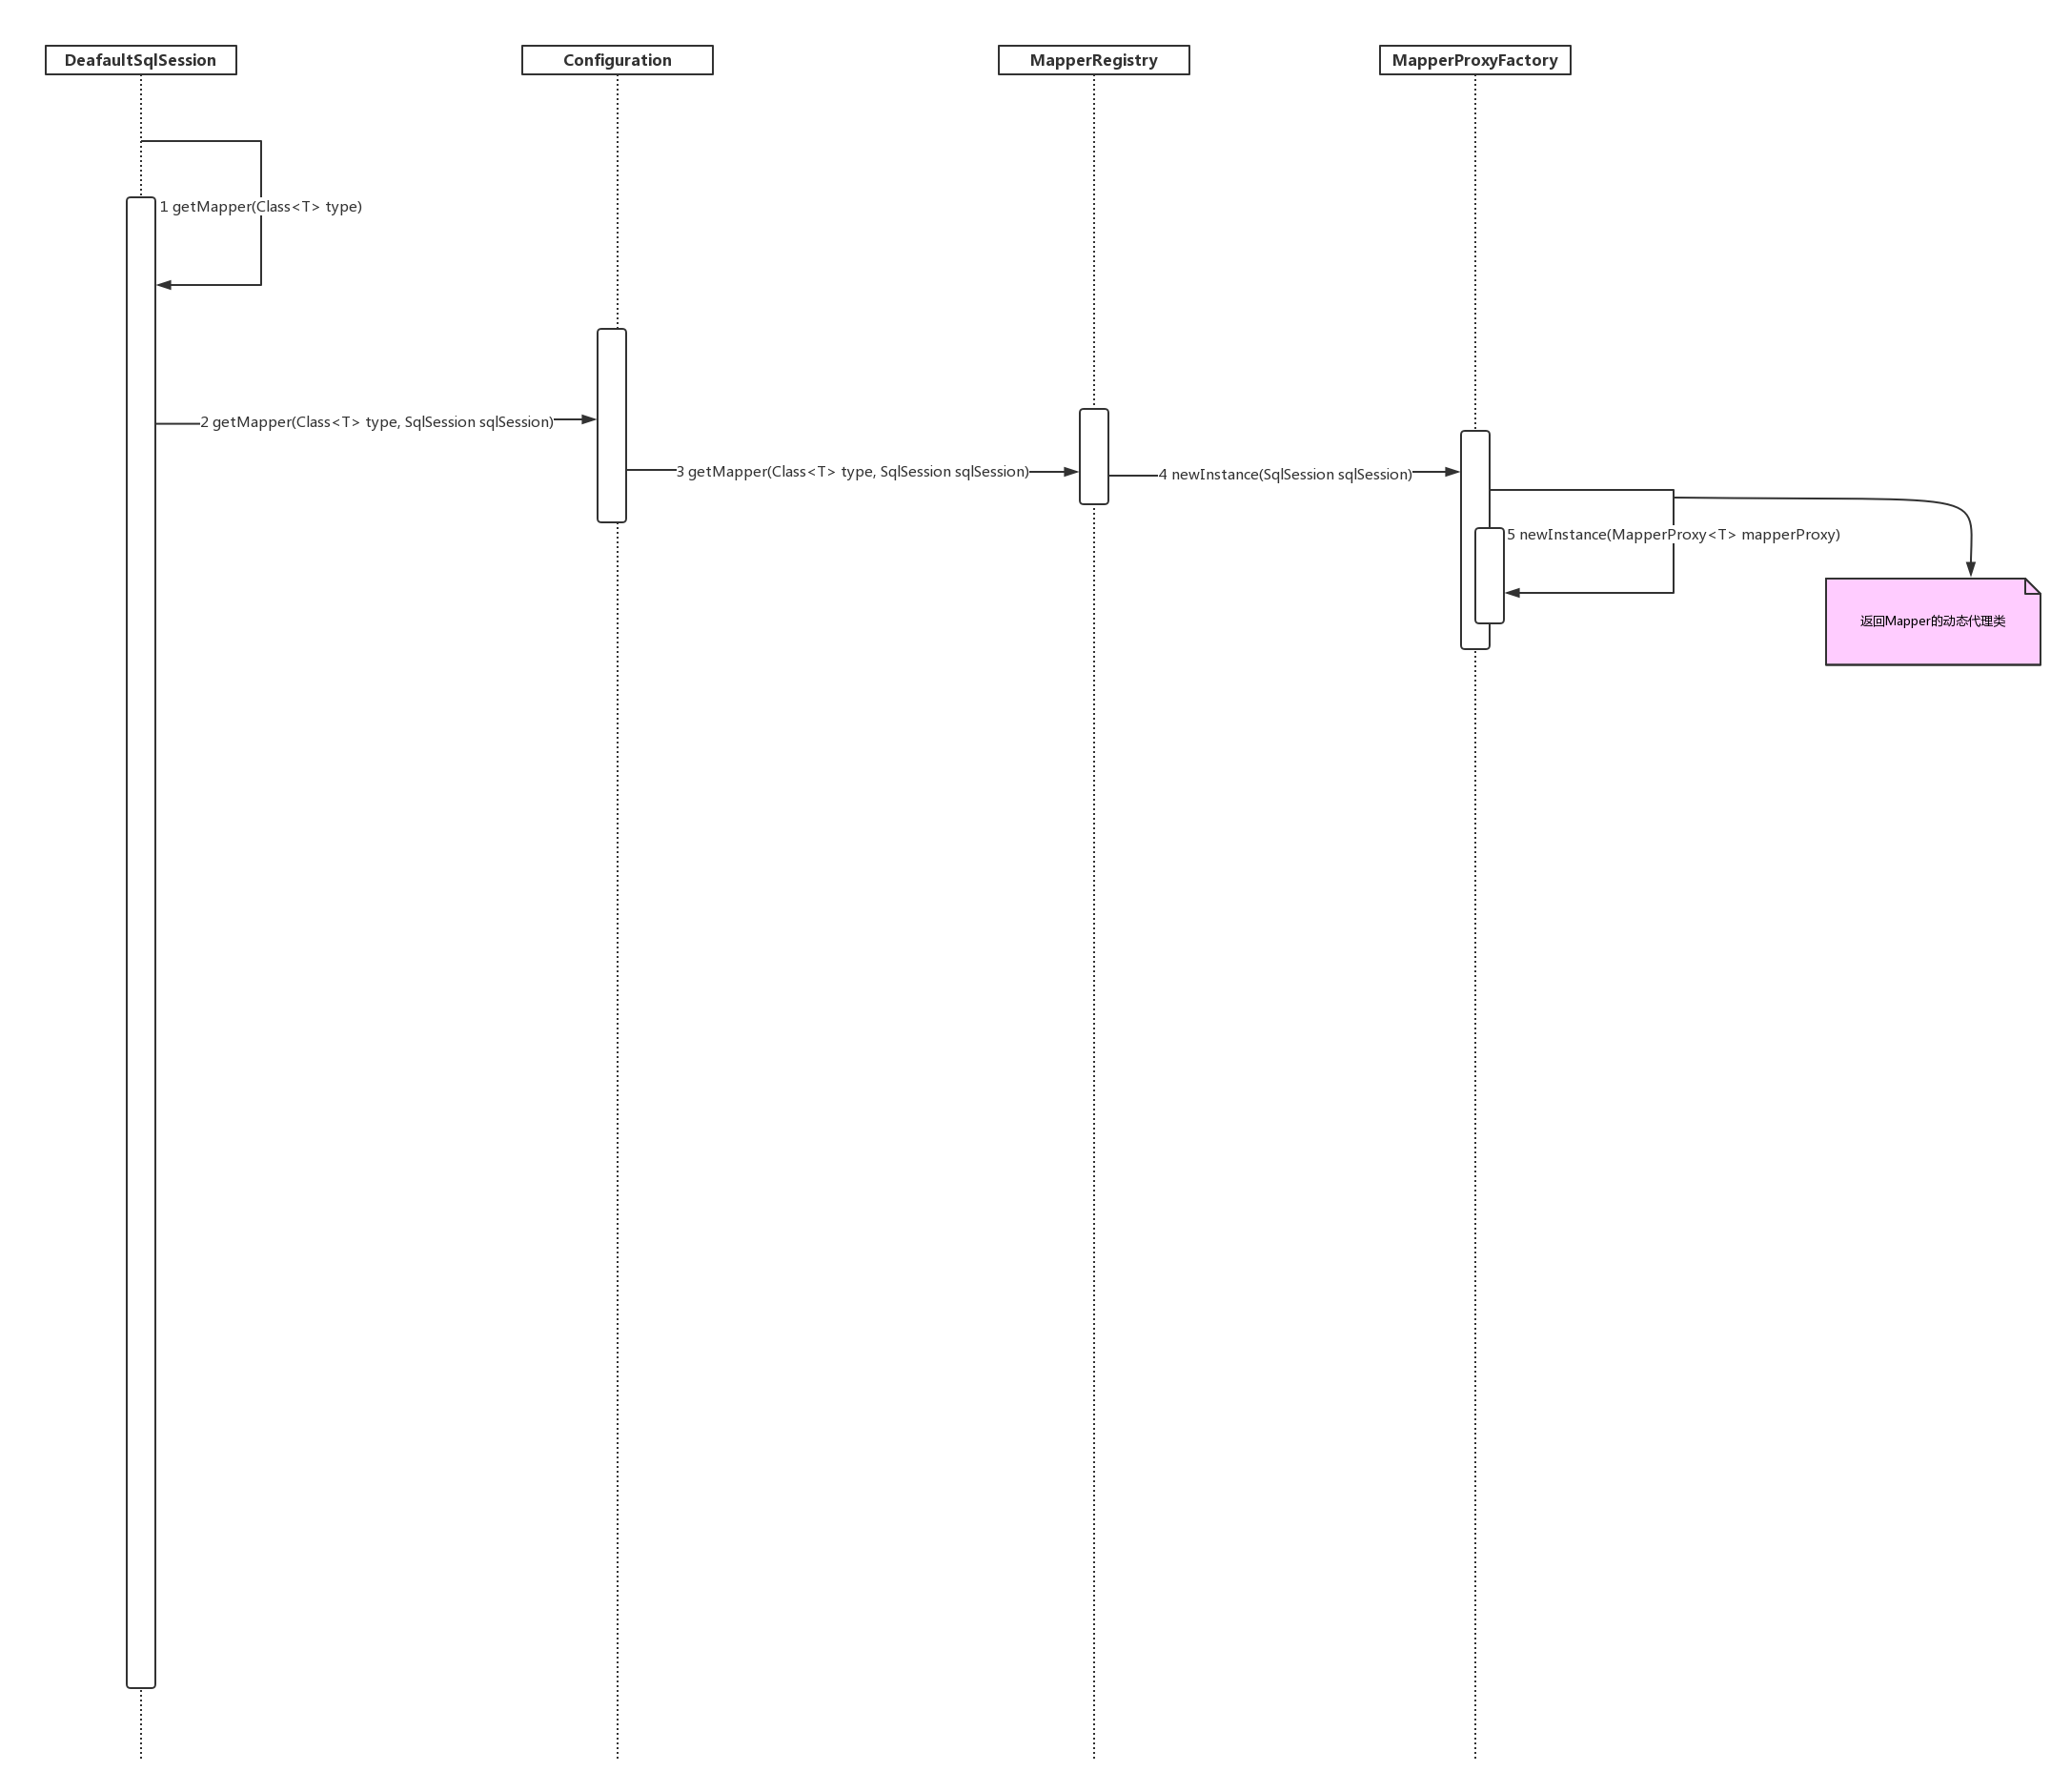 DeafaultSqlSession
Configuration
MapperRegistry
MapperProxyFactory
1 getMapper(Class<T> type)
2 getMapper(Class<T> type, SqlSession sqlSession)
3 getMapper(Class<T> type, SqlSession sqlSession)
4 newInstance(SqlSession sqlSession)
5 newInstance(MapperProxy<T> mapperProxy)
返回Mapper的动态代理类